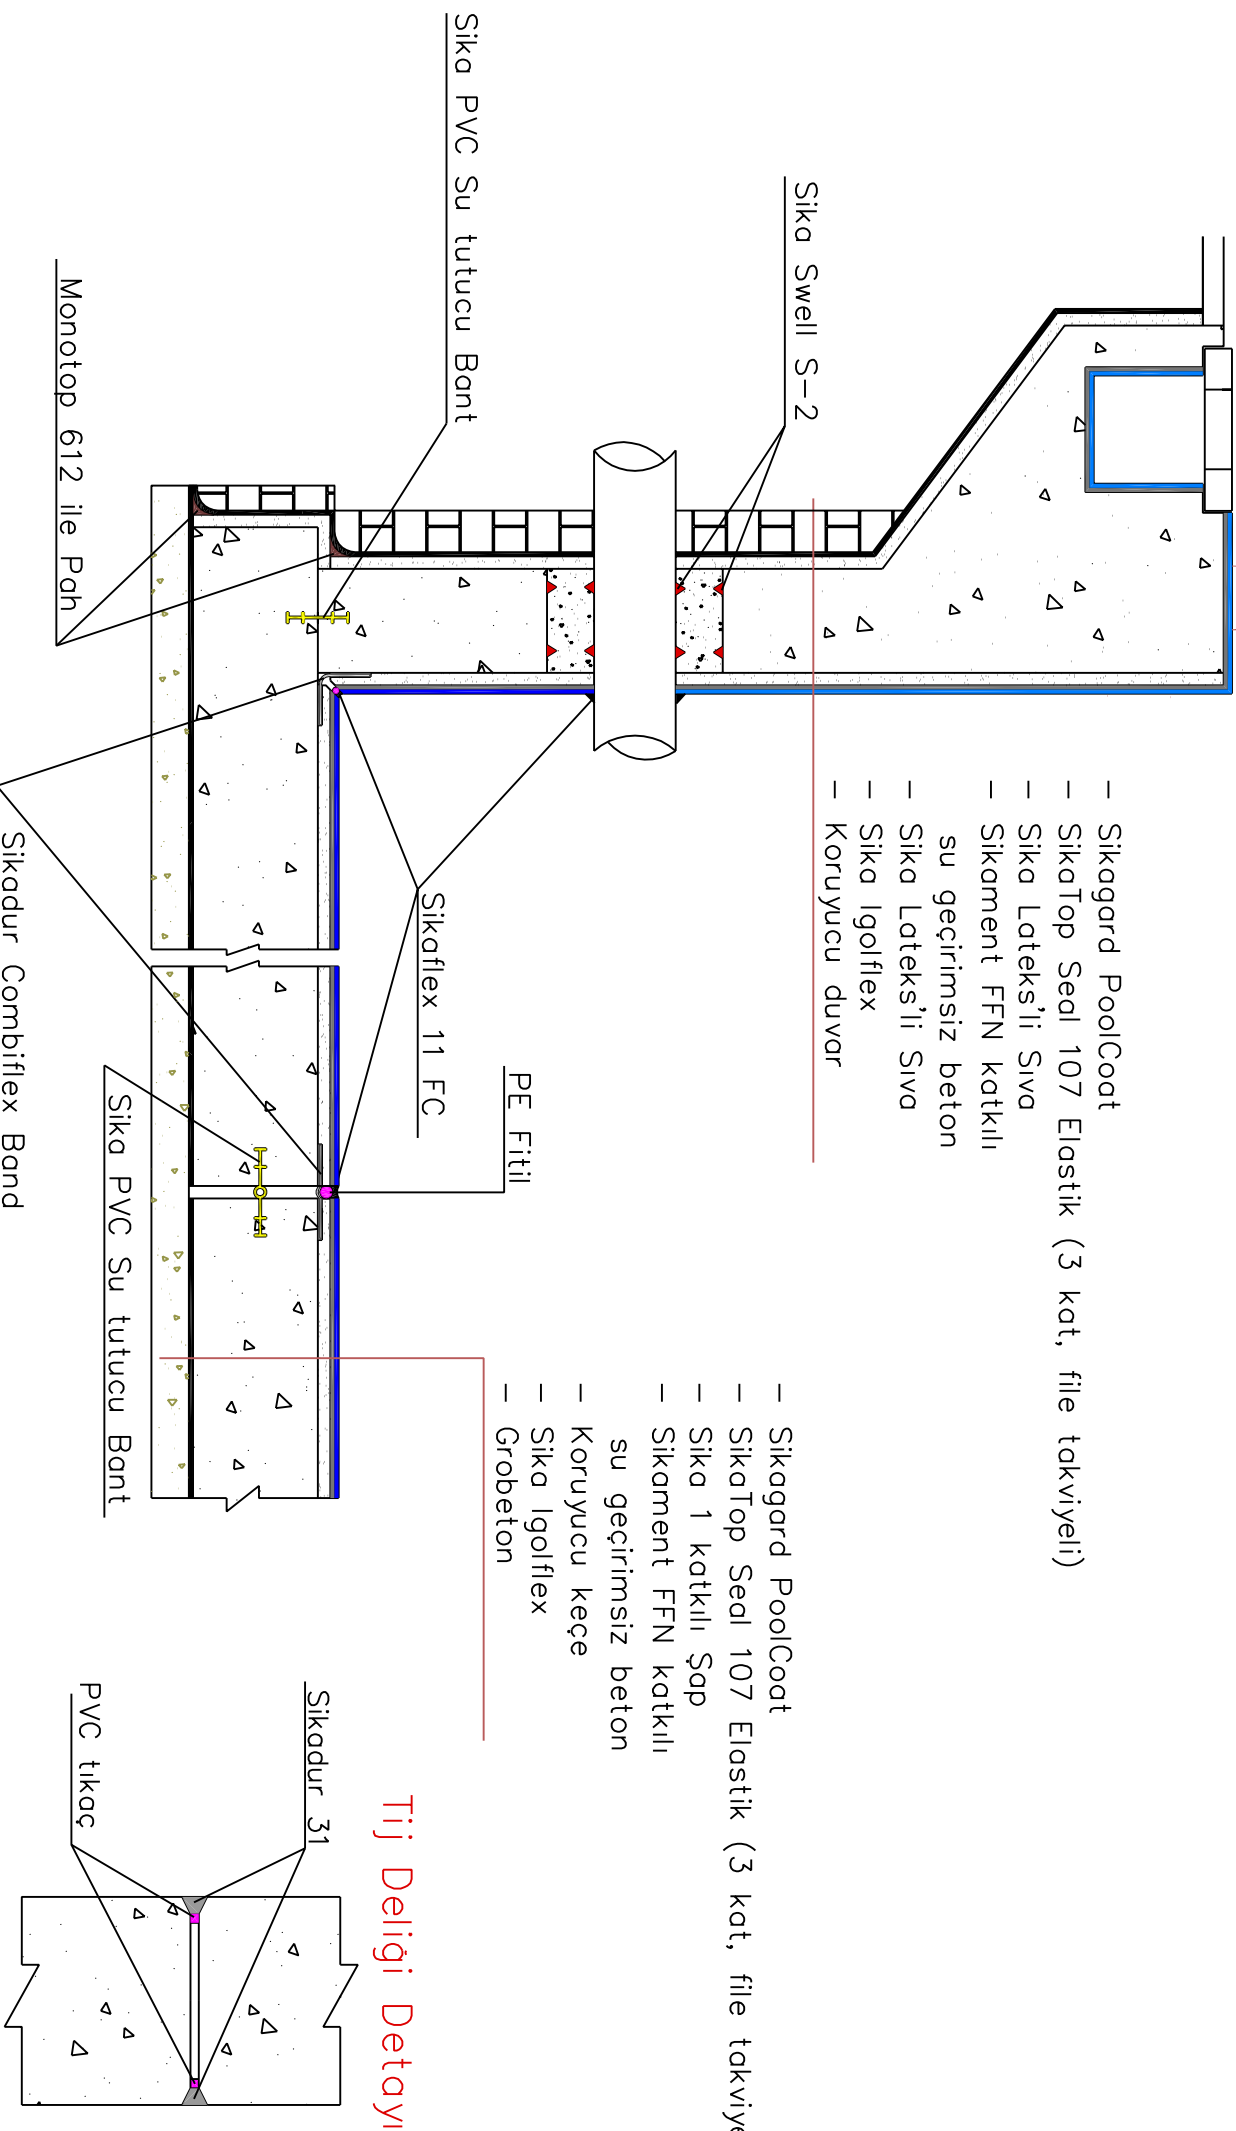 Sika PVC Su tutucu Bant
Sika Swell S-2
Monotop 612 ile Pah
- Sikagard PoolCoat
- SikaTop Seal 107 Elastik (3 kat, file takviyeli)
- Sika Lateks'li Sıva
- Sikament FFN katkılı
su geçirimsiz beton
- Sika Lateks'li Sıva
- Sika Igolflex
- Koruyucu duvar
Sikaflex 11 FC
PE Fitil
Sikadur Combiflex Band
Sika PVC Su tutucu Bant
- Sikagard PoolCoat
- SikaTop Seal 107 Elastik (3 kat, file takviye
- Sika 1 katkılı Şap
- Sikament FFN katkılı
su geçirimsiz beton
- Koruyucu keçe
- Sika Igolflex
- Grobeton
Tij Deliği Detayı
Sikadur 31
PVC tıkaç